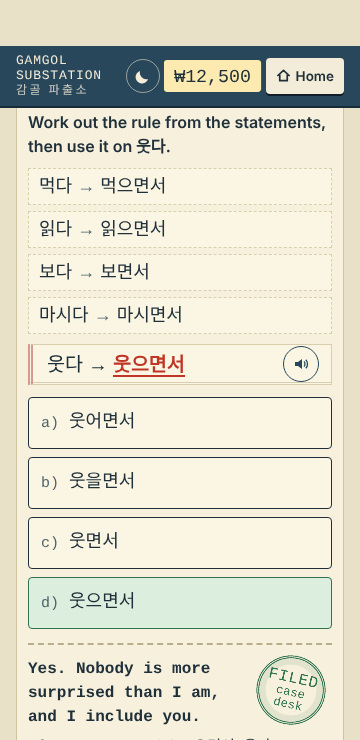 GAMGOL
SUBSTATION
감골 파출소
₩12,500
Home
Work out the rule from the statements,
then use it on 웃다.
먹다 → 먹으면서
읽다 → 읽으면서
보다 → 보면서
마시다 → 마시면서
웃다 → 웃으면서
a) 웃어면서
b) 웃을면서
c) 웃면서
d) 웃으면서
Yes. Nobody is more
surprised than I am,
and I include you.
FILED
case
desk